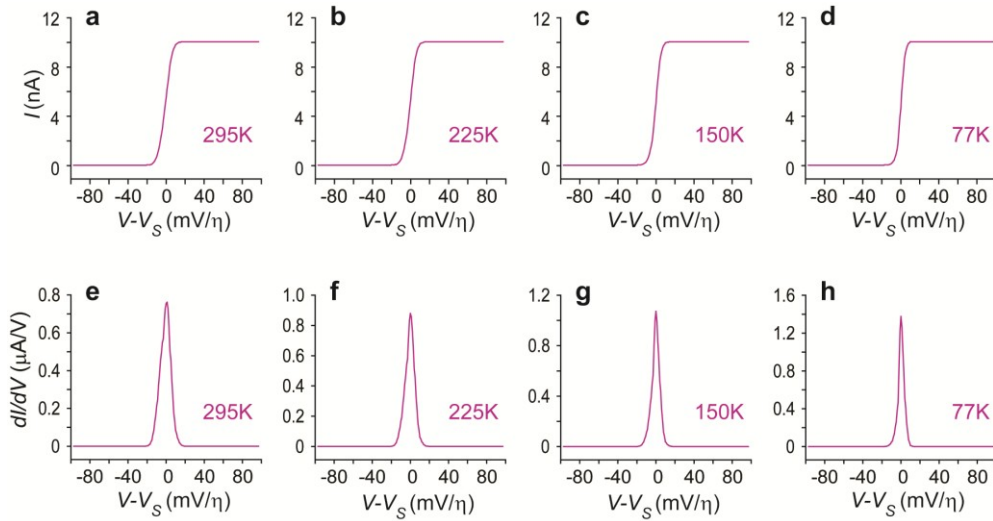 a b c d
12 12 12 12
8 8 8 8
4 4 4 4
0 0 0 0
I (nA)
295K 225K 150K 77K
-80 -40 0 40 80 -80 -40 0 40 80 -80 -40 0 40 80 -80 -40 0 40 80
V-VS (mV/η) V-VS (mV/η) V-VS (mV/η) V-VS (mV/η)
e f g h
0.8 1.0 1.2 1.6
0.8 1.2
0.6
0.4 0.8
0.6
0.4 0.4 0.4
0.2
0 0 0 0
dI/dV (μA/V)
295K 225K 150K 77K
-80 -40 0 40 80 -80 -40 0 40 80 -80 -40 0 40 80 -80 -40 0 40 80
V-VS (mV/η) V-VS (mV/η) V-VS (mV/η) V-VS (mV/η)